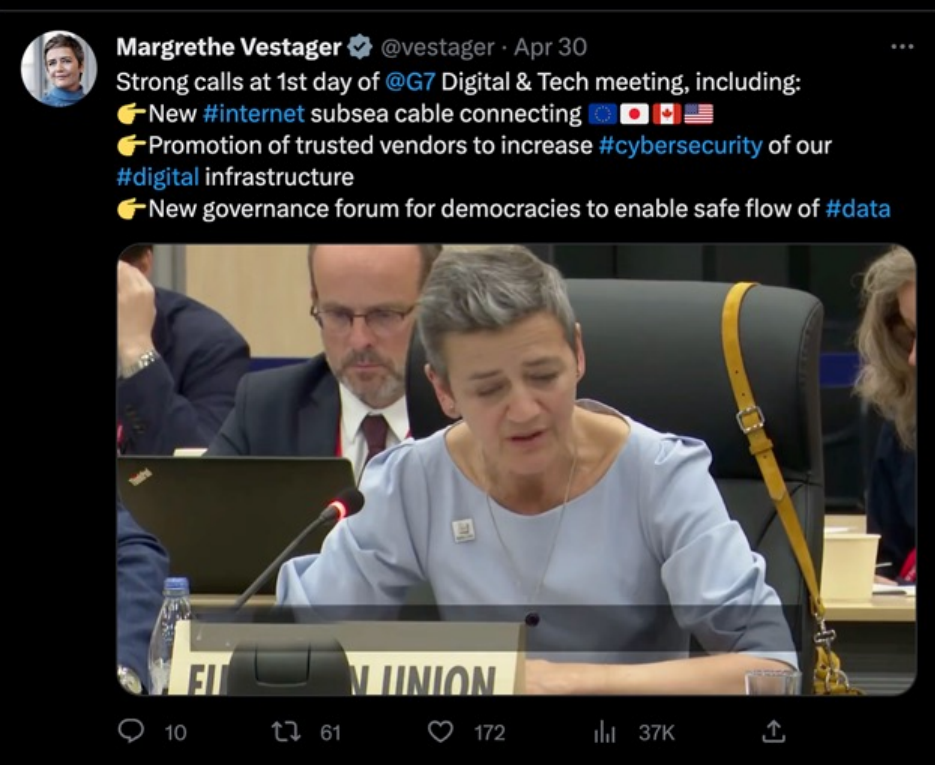 Margrethe Vestager @vestager · Apr 30
Strong calls at 1st day of @G7 Digital & Tech meeting, including:
👉New #internet subsea cable connecting 🇪🇺🇯🇵🇨🇦🇺🇸
👉Promotion of trusted vendors to increase #cybersecurity of our
#digital infrastructure
👉New governance forum for democracies to enable safe flow of #data
ThinkPad
UNION
10 61 172 37K